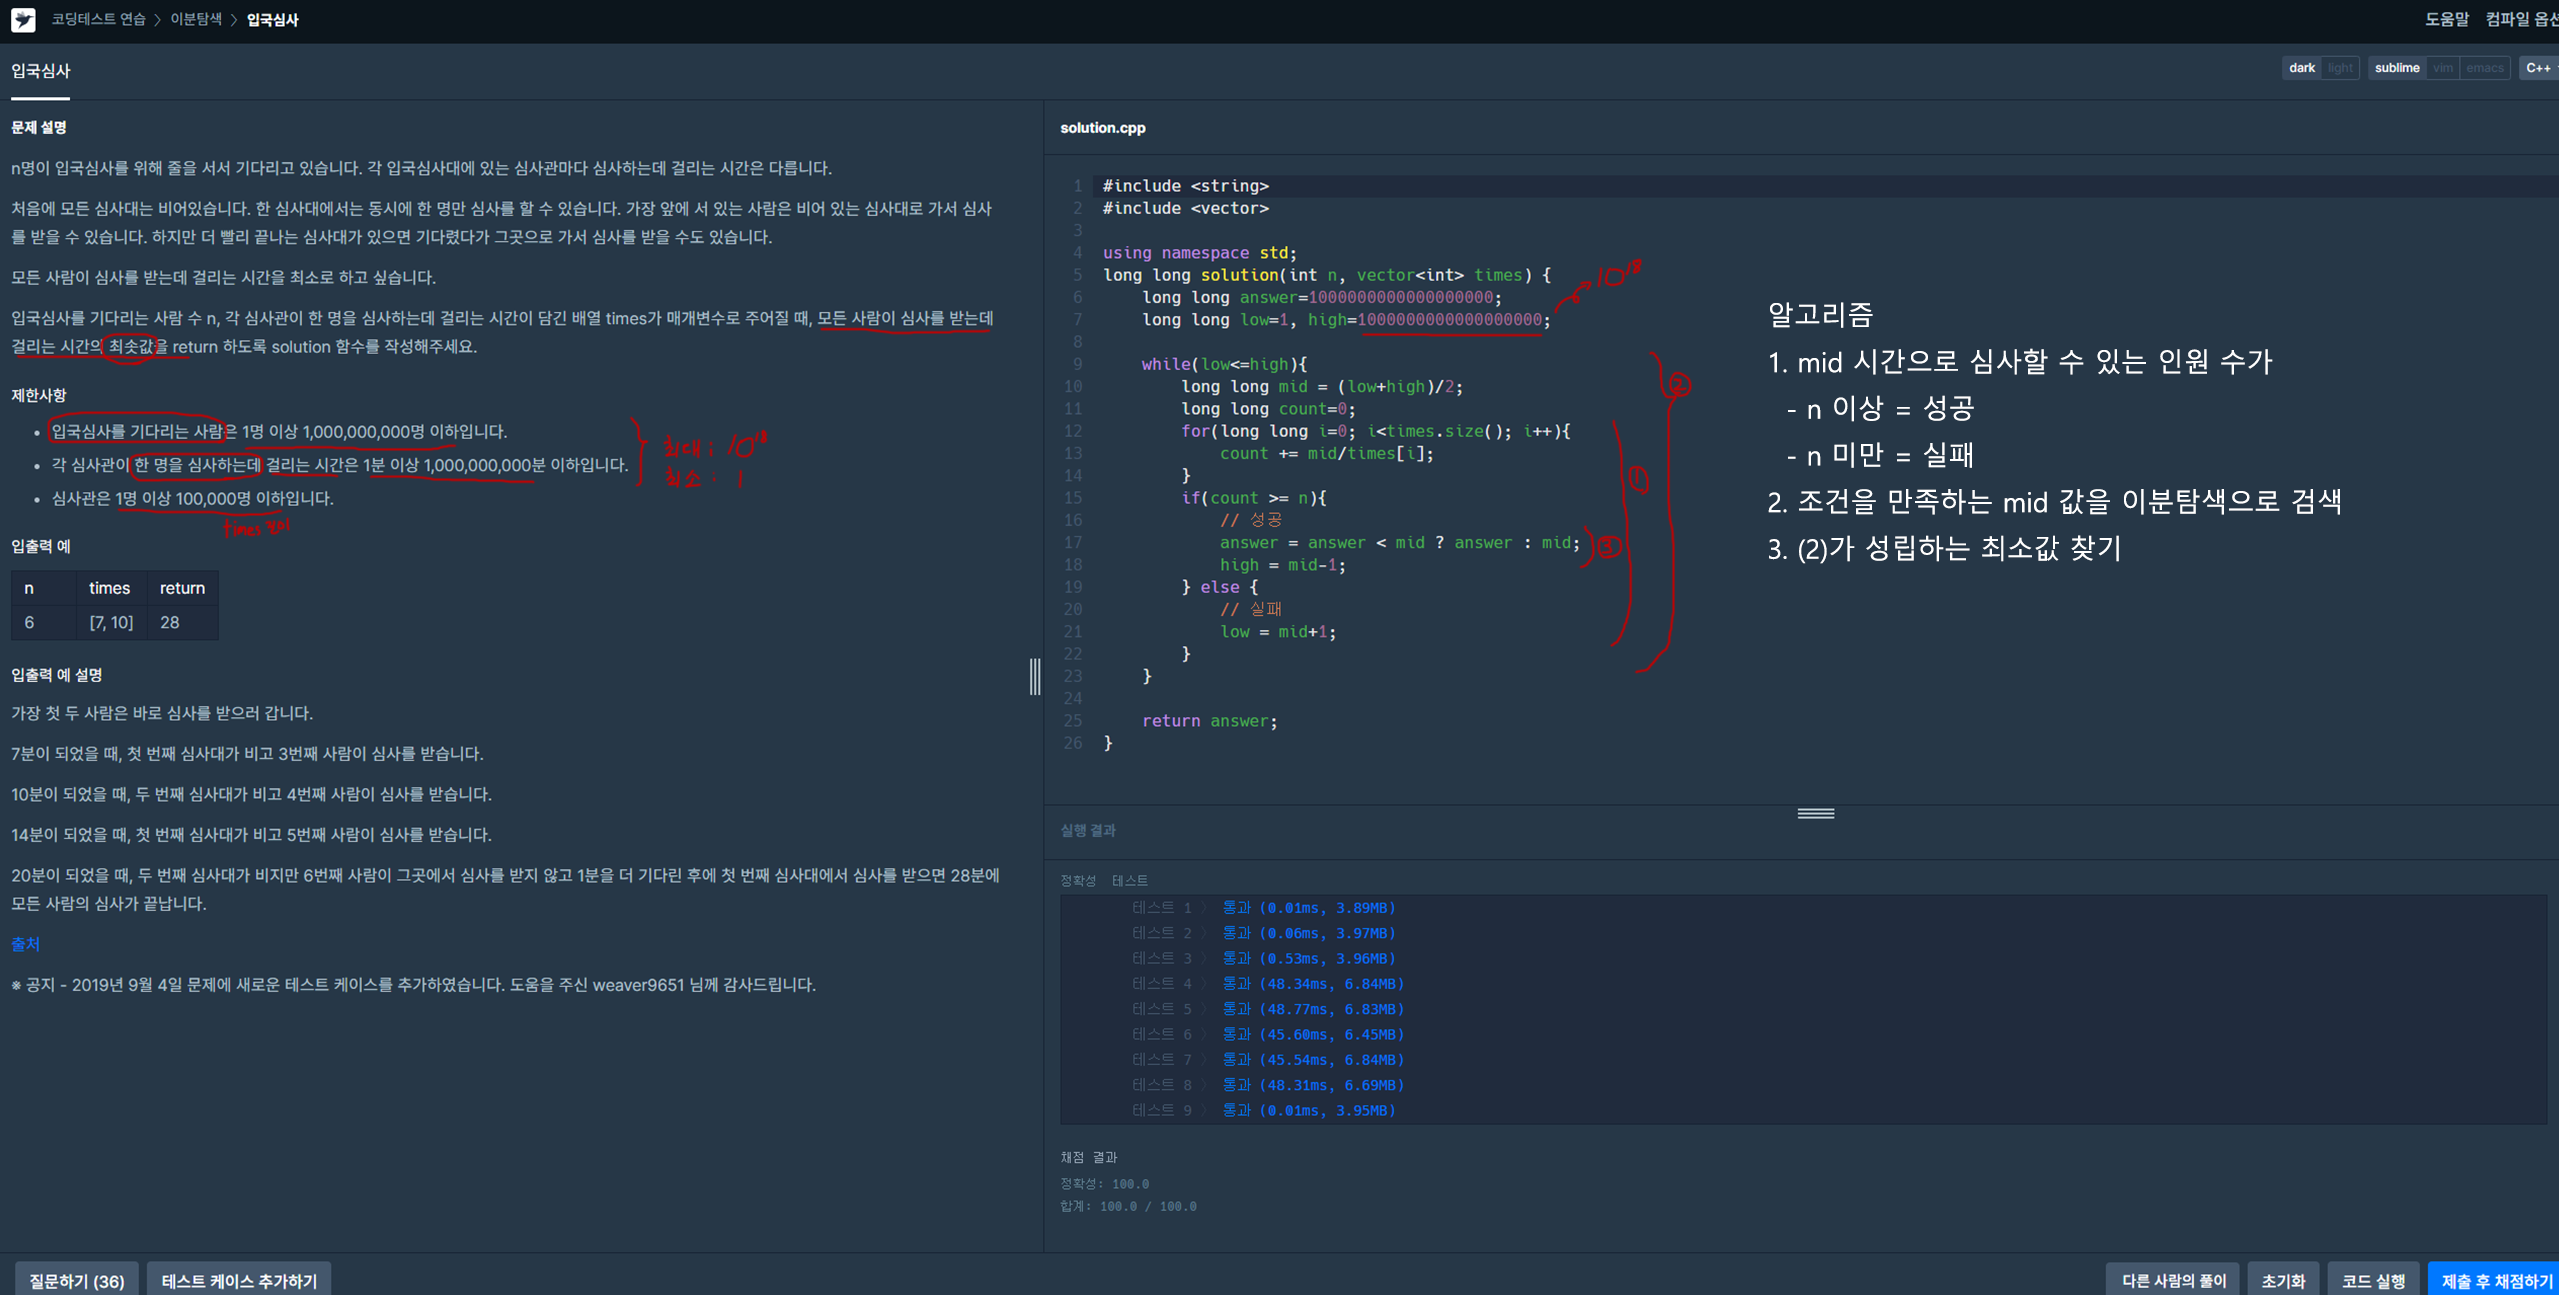 코딩테스트 연습 > 이분탐색 > 입국심사
도움말 컴파일 옵션
입국심사
dark light sublime vim emacs C++
문제 설명
n명이 입국심사를 위해 줄을 서서 기다리고 있습니다. 각 입국심사대에 있는 심사관마다 심사하는데 걸리는 시간은 다릅니다.
처음에 모든 심사대는 비어있습니다. 한 심사대에서는 동시에 한 명만 심사를 할 수 있습니다. 가장 앞에 서 있는 사람은 비어 있는 심사대로 가서 심사
를 받을 수 있습니다. 하지만 더 빨리 끝나는 심사대가 있으면 기다렸다가 그곳으로 가서 심사를 받을 수도 있습니다.
모든 사람이 심사를 받는데 걸리는 시간을 최소로 하고 싶습니다.
입국심사를 기다리는 사람 수 n, 각 심사관이 한 명을 심사하는데 걸리는 시간이 담긴 배열 times가 매개변수로 주어질 때, 모든 사람이 심사를 받는데
걸리는 시간의 최솟값을 return 하도록 solution 함수를 작성해주세요.
제한사항
• 입국심사를 기다리는 사람은 1명 이상 1,000,000,000명 이하입니다.
• 각 심사관이 한 명을 심사하는데 걸리는 시간은 1분 이상 1,000,000,000분 이하입니다.
• 심사관은 1명 이상 100,000명 이하입니다.
최대 : 10^18
최소 : 1
times
입출력 예
n times return
6 [7, 10] 28
입출력 예 설명
가장 첫 두 사람은 바로 심사를 받으러 갑니다.
7분이 되었을 때, 첫 번째 심사대가 비고 3번째 사람이 심사를 받습니다.
10분이 되었을 때, 두 번째 심사대가 비고 4번째 사람이 심사를 받습니다.
14분이 되었을 때, 첫 번째 심사대가 비고 5번째 사람이 심사를 받습니다.
20분이 되었을 때, 두 번째 심사대가 비지만 6번째 사람이 그곳에서 심사를 받지 않고 1분을 더 기다린 후에 첫 번째 심사대에서 심사를 받으면 28분에
모든 사람의 심사가 끝납니다.
출처
※ 공지 - 2019년 9월 4일 문제에 새로운 테스트 케이스를 추가하였습니다. 도움을 주신 weaver9651 님께 감사드립니다.
solution.cpp
1 #include <string>
2 #include <vector>
3
4 using namespace std;
5 long long solution(int n, vector<int> times) {
6 long long answer=1000000000000000000;
7 long long low=1, high=1000000000000000000;
8
9 while(low<=high){
10 long long mid = (low+high)/2;
11 long long count=0;
12 for(long long i=0; i<times.size(); i++){
13 count += mid/times[i];
14 }
15 if(count >= n){
16 // 성공
17 answer = answer < mid ? answer : mid;
18 high = mid-1;
19 } else {
20 // 실패
21 low = mid+1;
22 }
23 }
24
25 return answer;
26 }
10^18
②
①
③
알고리즘
1. mid 시간으로 심사할 수 있는 인원 수가
- n 이상 = 성공
- n 미만 = 실패
2. 조건을 만족하는 mid 값을 이분탐색으로 검색
3. (2)가 성립하는 최소값 찾기
실행 결과
정확성 테스트
테스트 1 > 통과 (0.01ms, 3.89MB)
테스트 2 > 통과 (0.06ms, 3.97MB)
테스트 3 > 통과 (0.53ms, 3.96MB)
테스트 4 > 통과 (48.34ms, 6.84MB)
테스트 5 > 통과 (48.77ms, 6.83MB)
테스트 6 > 통과 (45.60ms, 6.45MB)
테스트 7 > 통과 (45.54ms, 6.84MB)
테스트 8 > 통과 (48.31ms, 6.69MB)
테스트 9 > 통과 (0.01ms, 3.95MB)
채점 결과
정확성: 100.0
합계: 100.0 / 100.0
질문하기 (36) 테스트 케이스 추가하기
다른 사람의 풀이 초기화 코드 실행 제출 후 채점하기